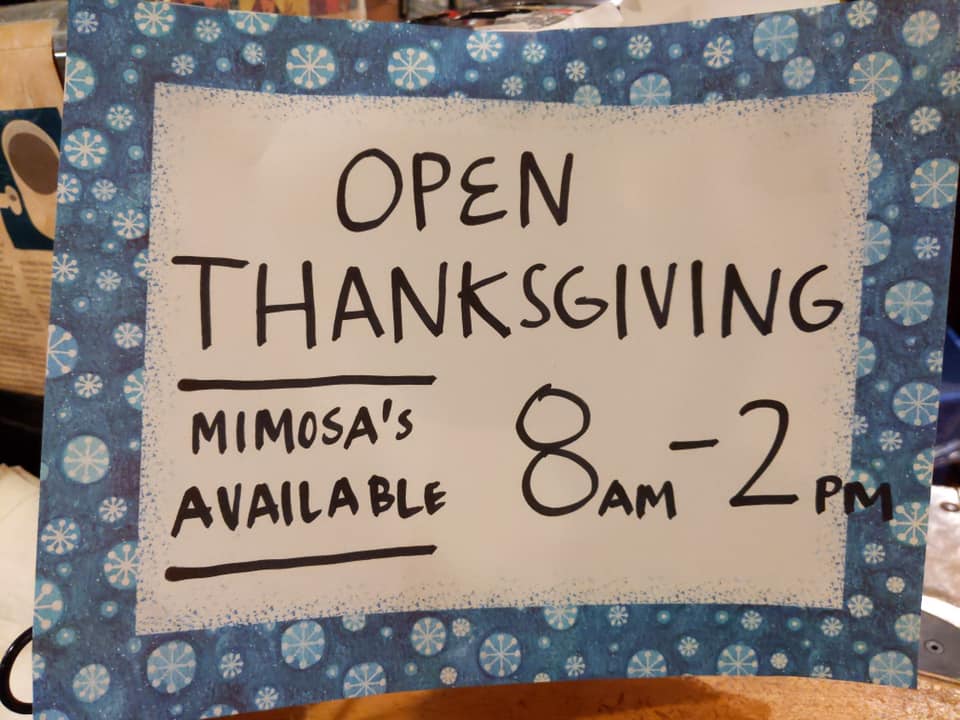 OPEN
THANKSGIVING
MIMOSA'S
AVAILABLE
8AM-2PM